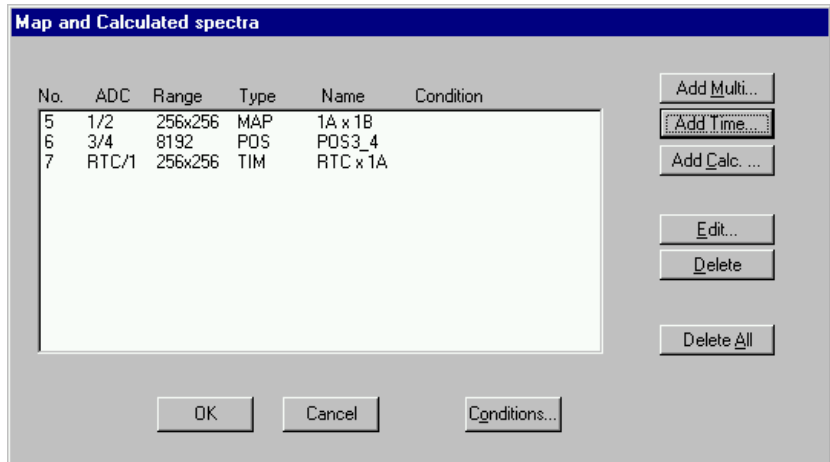 Map and Calculated spectra
No. ADC Range Type Name Condition
5 1/2 256x256 MAP 1A x 1B
6 3/4 8192 POS POS3_4
7 RTC/1 256x256 TIM RTC x 1A
Add Multi...
Add Time...
Add Calc. ...
Edit...
Delete
Delete All
OK Cancel Conditions...